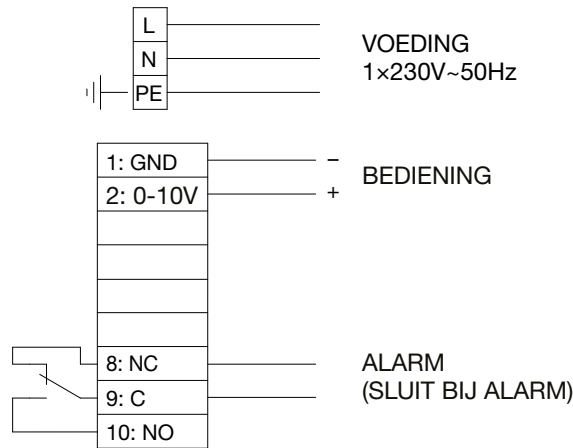 L
N
PE
VOEDING
1×230V~50Hz
1: GND
−
2: 0-10V
+
BEDIENING
8: NC
9: C
10: NO
ALARM
(SLUIT BIJ ALARM)